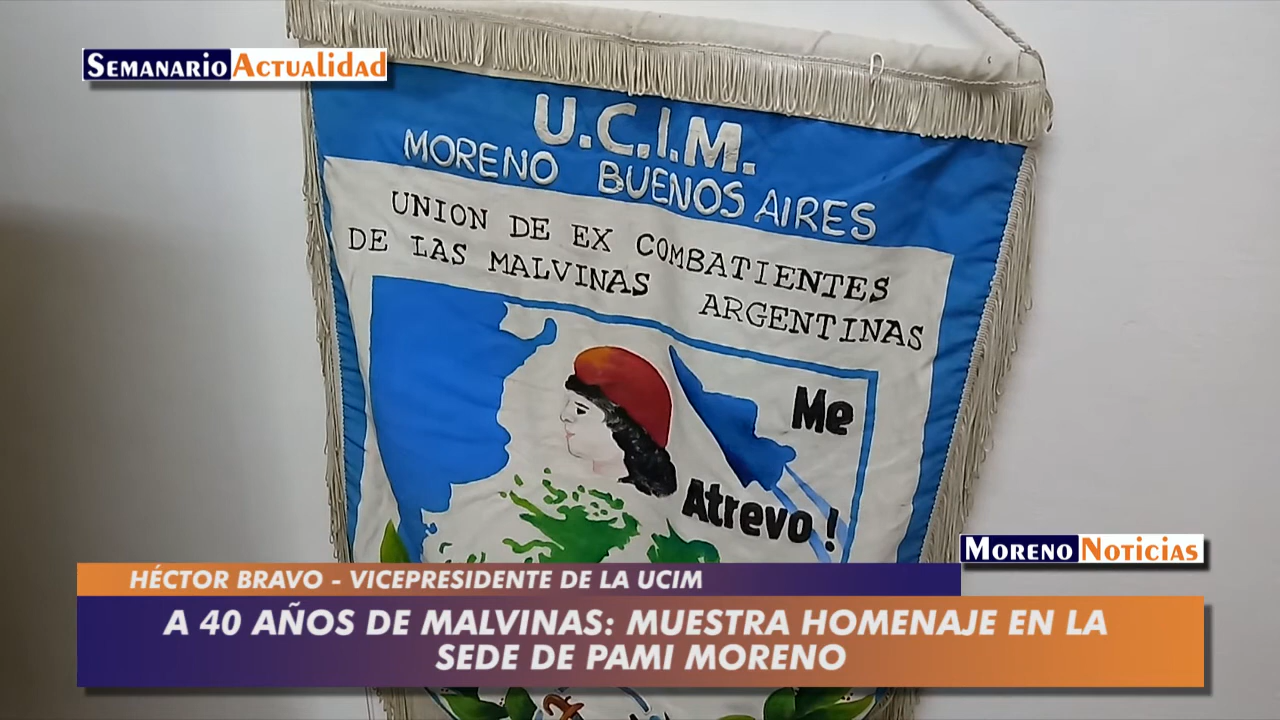 SEMANARIO ACTUALIDAD
U.C.I.M.
MORENO BUENOS AIRES
UNION DE EX COMBATIENTES
DE LAS MALVINAS ARGENTINAS
Me
Atrevo!
MORENO NOTICIAS
HÉCTOR BRAVO - VICEPRESIDENTE DE LA UCIM
A 40 AÑOS DE MALVINAS: MUESTRA HOMENAJE EN LA
SEDE DE PAMI MORENO